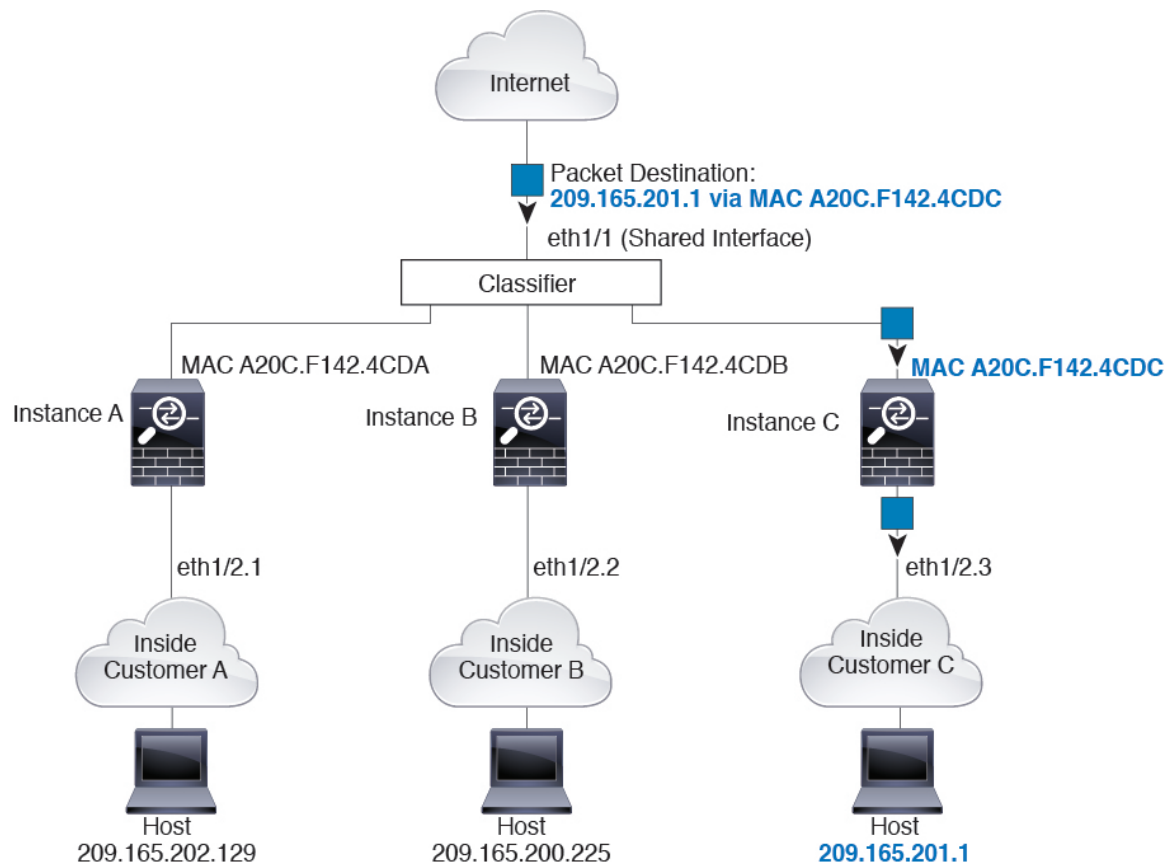 Internet
Packet Destination:
209.165.201.1 via MAC A20C.F142.4CDC
eth1/1 (Shared Interface)
Classifier
MAC A20C.F142.4CDA
MAC A20C.F142.4CDB
MAC A20C.F142.4CDC
Instance A
Instance B
Instance C
eth1/2.1
eth1/2.2
eth1/2.3
Inside
Customer A
Inside
Customer B
Inside
Customer C
Host
209.165.202.129
Host
209.165.200.225
Host
209.165.201.1